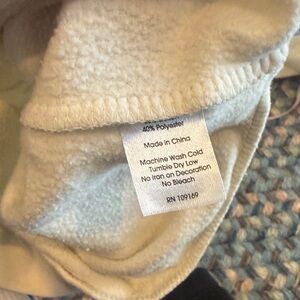 40% Polyester
Made in China
Machine Wash Cold
Tumble Dry Low
No Iron on Decoration
No Bleach
RN 109169